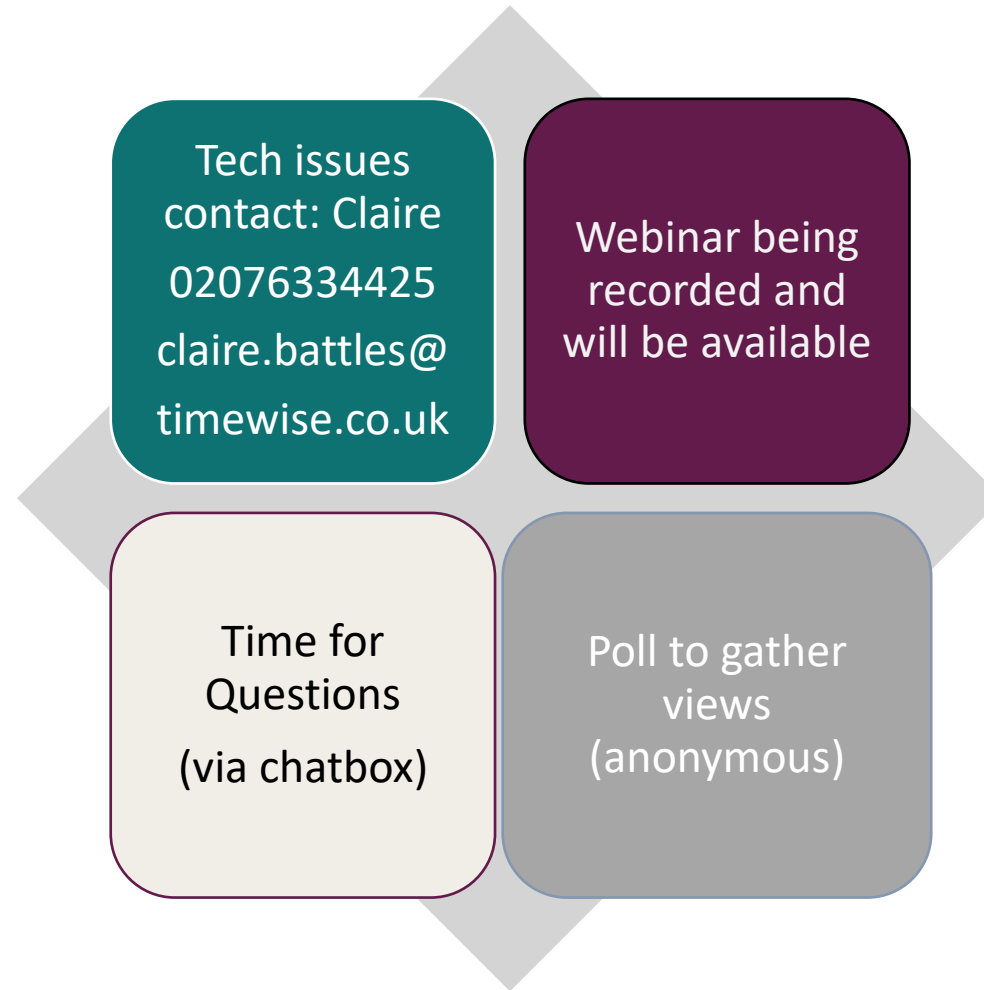 Tech issues
contact: Claire
02076334425
claire.battles@
timewise.co.uk
Webinar being
recorded and
will be available
Time for
Questions
(via chatbox)
Poll to gather
views
(anonymous)